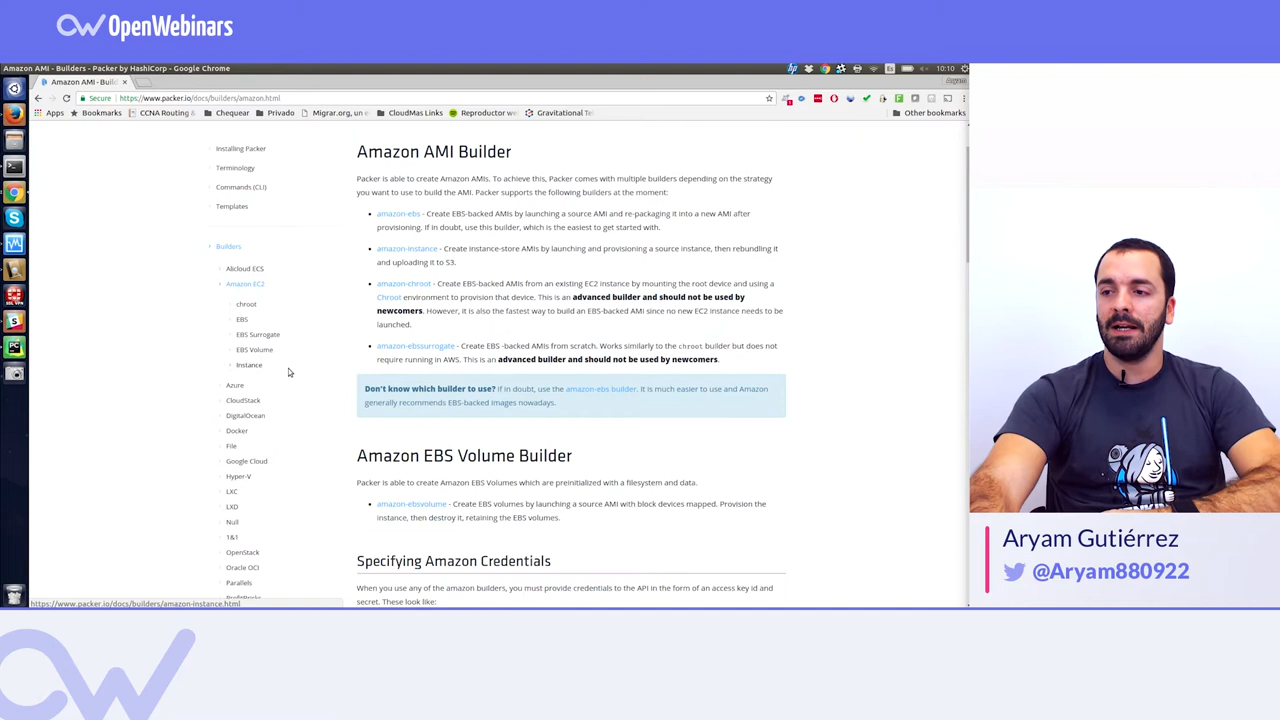 OpenWebinars
Amazon AMI - Builders - Packer by HashiCorp - Google Chrome
Es
10:10
Amazon AMI - Build
Aryam
Secure
https://www.packer.io/docs/builders/amazon.html
Apps
Bookmarks
CCNA Routing &
Chequear
Privado
Migrar.org, un e
CloudMas Links
Reproductor we
Gravitational Te
Other bookmarks
Installing Packer
Terminology
Commands (CLI)
Templates
Builders
Alicloud ECS
Amazon EC2
chroot
EBS
EBS Surrogate
EBS Volume
Instance
Azure
CloudStack
DigitalOcean
Docker
File
Google Cloud
Hyper-V
LXC
LXD
Null
1&1
OpenStack
Oracle OCI
Parallels
ProfitBricks
https://www.packer.io/docs/builders/amazon-instance.html
Amazon AMI Builder
Packer is able to create Amazon AMIs. To achieve this, Packer comes with multiple builders depending on the strategy
you want to use to build the AMI. Packer supports the following builders at the moment:
amazon-ebs - Create EBS-backed AMIs by launching a source AMI and re-packaging it into a new AMI after
provisioning. If in doubt, use this builder, which is the easiest to get started with.
amazon-instance - Create instance-store AMIs by launching and provisioning a source instance, then rebundling it
and uploading it to S3.
amazon-chroot - Create EBS-backed AMIs from an existing EC2 instance by mounting the root device and using a
Chroot environment to provision that device. This is an advanced builder and should not be used by
newcomers. However, it is also the fastest way to build an EBS-backed AMI since no new EC2 instance needs to be
launched.
amazon-ebssurrogate - Create EBS -backed AMIs from scratch. Works similarly to the chroot builder but does not
require running in AWS. This is an advanced builder and should not be used by newcomers.
Don't know which builder to use? If in doubt, use the amazon-ebs builder. It is much easier to use and Amazon
generally recommends EBS-backed images nowadays.
Amazon EBS Volume Builder
Packer is able to create Amazon EBS Volumes which are preinitialized with a filesystem and data.
amazon-ebsvolume - Create EBS volumes by launching a source AMI with block devices mapped. Provision the
instance, then destroy it, retaining the EBS volumes.
Specifying Amazon Credentials
When you use any of the amazon builders, you must provide credentials to the API in the form of an access key id and
secret. These look like:
Aryam Gutiérrez
@Aryam880922